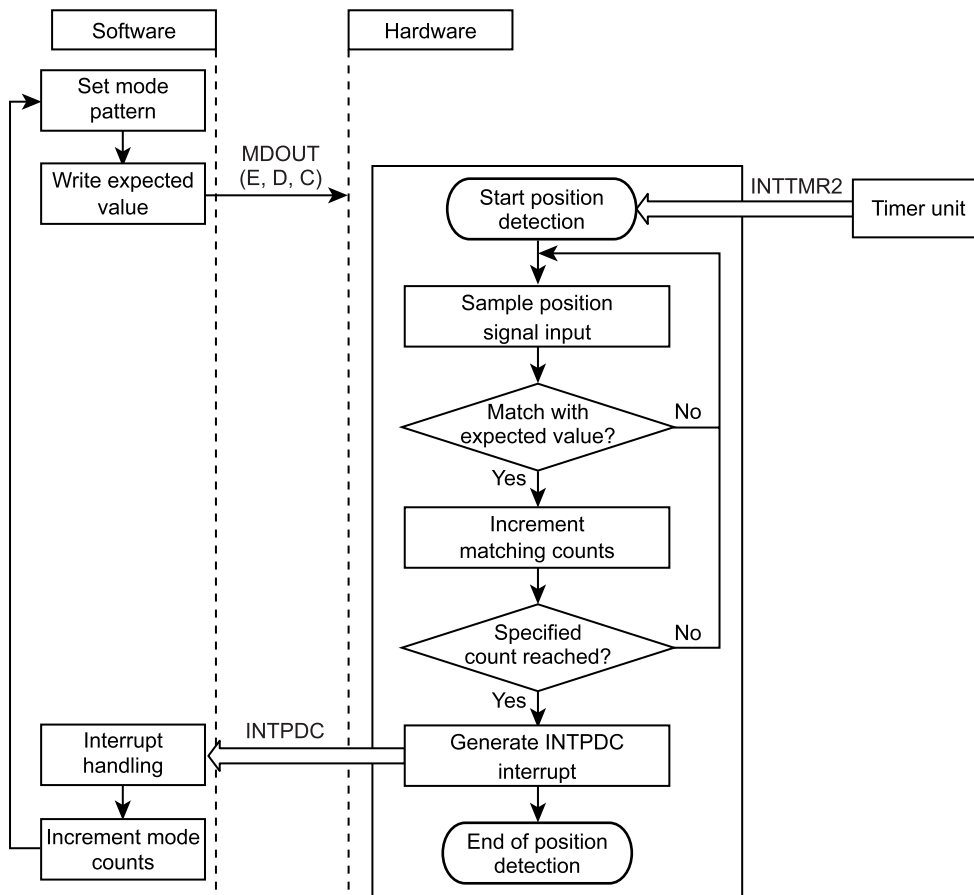 Software
Hardware
Set mode
pattern
Write expected
value
MDOUT
(E, D, C)
Start position
detection
INTTMR2
Timer unit
Sample position
signal input
Match with
expected value?
No
Yes
Increment
matching counts
Specified
count reached?
No
Yes
Generate INTPDC
interrupt
INTPDC
Interrupt
handling
Increment mode
counts
End of position
detection